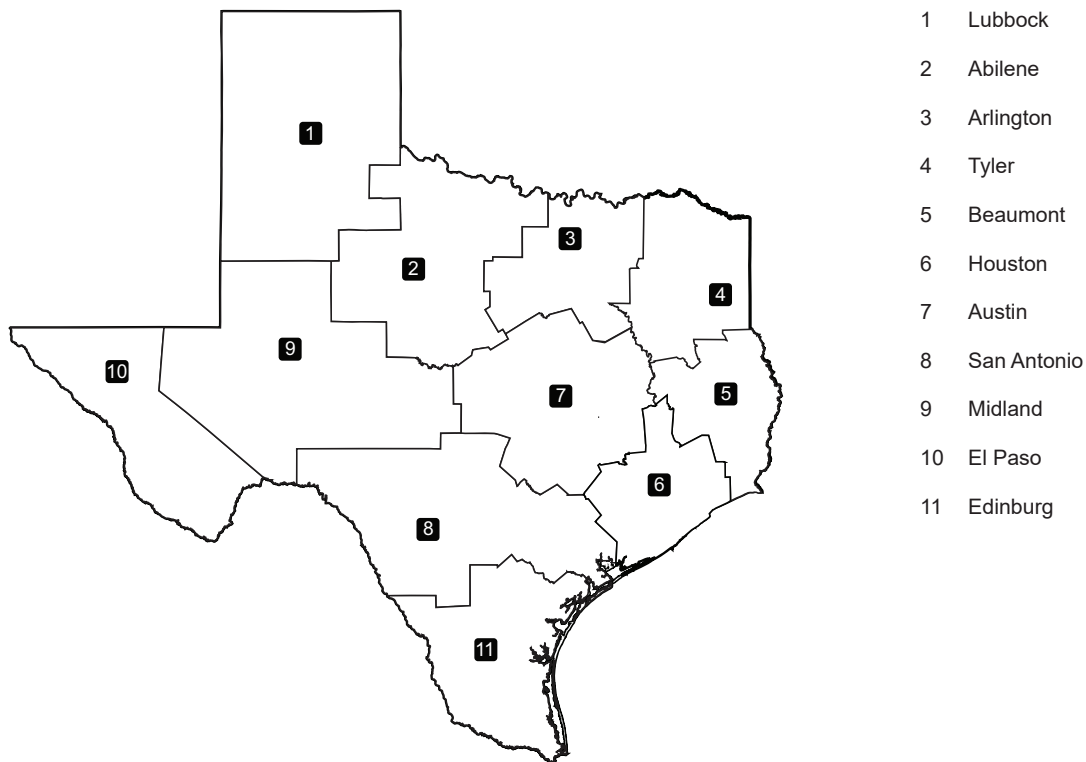 1 Lubbock
2 Abilene
3 Arlington
4 Tyler
5 Beaumont
6 Houston
7 Austin
8 San Antonio
9 Midland
10 El Paso
11 Edinburg
1
3
2
4
9
10
5
7
6
8
11